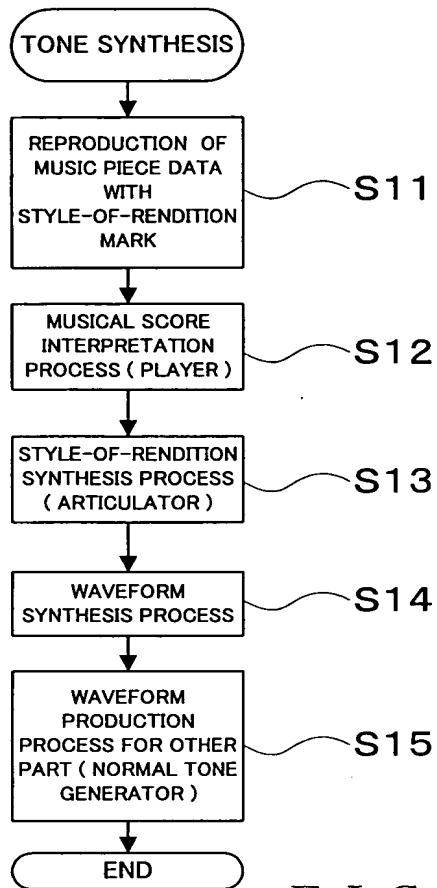 TONE SYNTHESIS
REPRODUCTION OF
MUSIC PIECE DATA
WITH
STYLE-OF-RENDITION
MARK
S11
MUSICAL SCORE
INTERPRETATION
PROCESS ( PLAYER )
S12
STYLE-OF-RENDITION
SYNTHESIS PROCESS
( ARTICULATOR )
S13
WAVEFORM
SYNTHESIS PROCESS
S14
WAVEFORM
PRODUCTION
PROCESS FOR OTHER
PART ( NORMAL TONE
GENERATOR )
S15
END